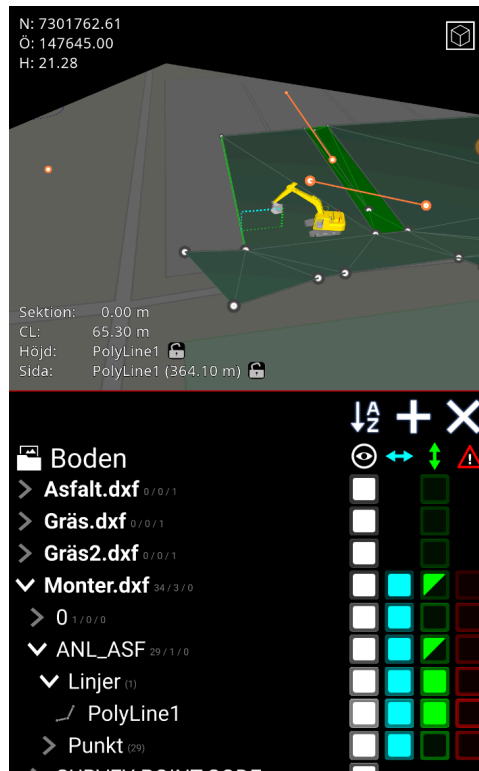 N: 7301762.61
Ö: 147645.00
H: 21.28
Sektion: 0.00 m
CL: 65.30 m
Höjd: PolyLine1
Sida: PolyLine1 (364.10 m)
A
Z
Boden
Asfalt.dxf 0/0/1
Gräs.dxf 0/0/1
Gräs2.dxf 0/0/1
Monter.dxf 34/3/0
0 1/0/0
ANL_ASF 29/1/0
Linjer (1)
PolyLine1
Punkt (29)